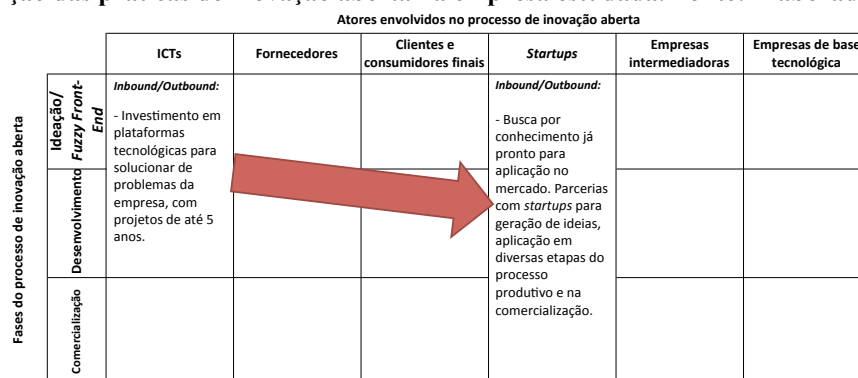 Atores envolvidos no processo de inovação aberta
ICTs
Fornecedores
Clientes e
consumidores finais
Startups
Empresas
intermediadoras
Empresas de base
tecnológica
Fases do processo de inovação aberta
Ideação/
Fuzzy Front-
End
Inbound/Outbound:
- Investimento em
plataformas
tecnológicas para
solucionar de
problemas da
empresa, com
projetos de até 5
anos.
Inbound/Outbound:
- Busca por
conhecimento já
pronto para
aplicação no
mercado. Parcerias
com startups para
geração de ideias,
aplicação em
diversas etapas do
processo
produtivo e na
comercialização.
Desenvolvimento
Comercialização